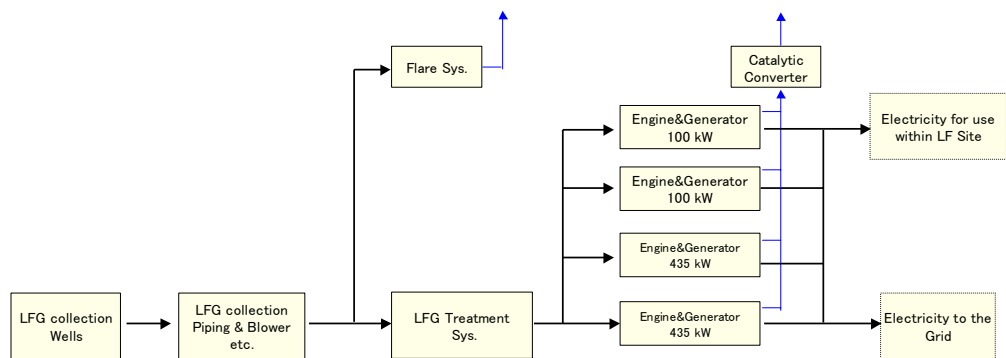 Flare Sys.
Catalytic
Converter
Engine&Generator
100 kW
Electricity for use
within LF Site
Engine&Generator
100 kW
Engine&Generator
435 kW
LFG collection
Wells
LFG collection
Piping & Blower
etc.
LFG Treatment
Sys.
Engine&Generator
435 kW
Electricity to the
Grid